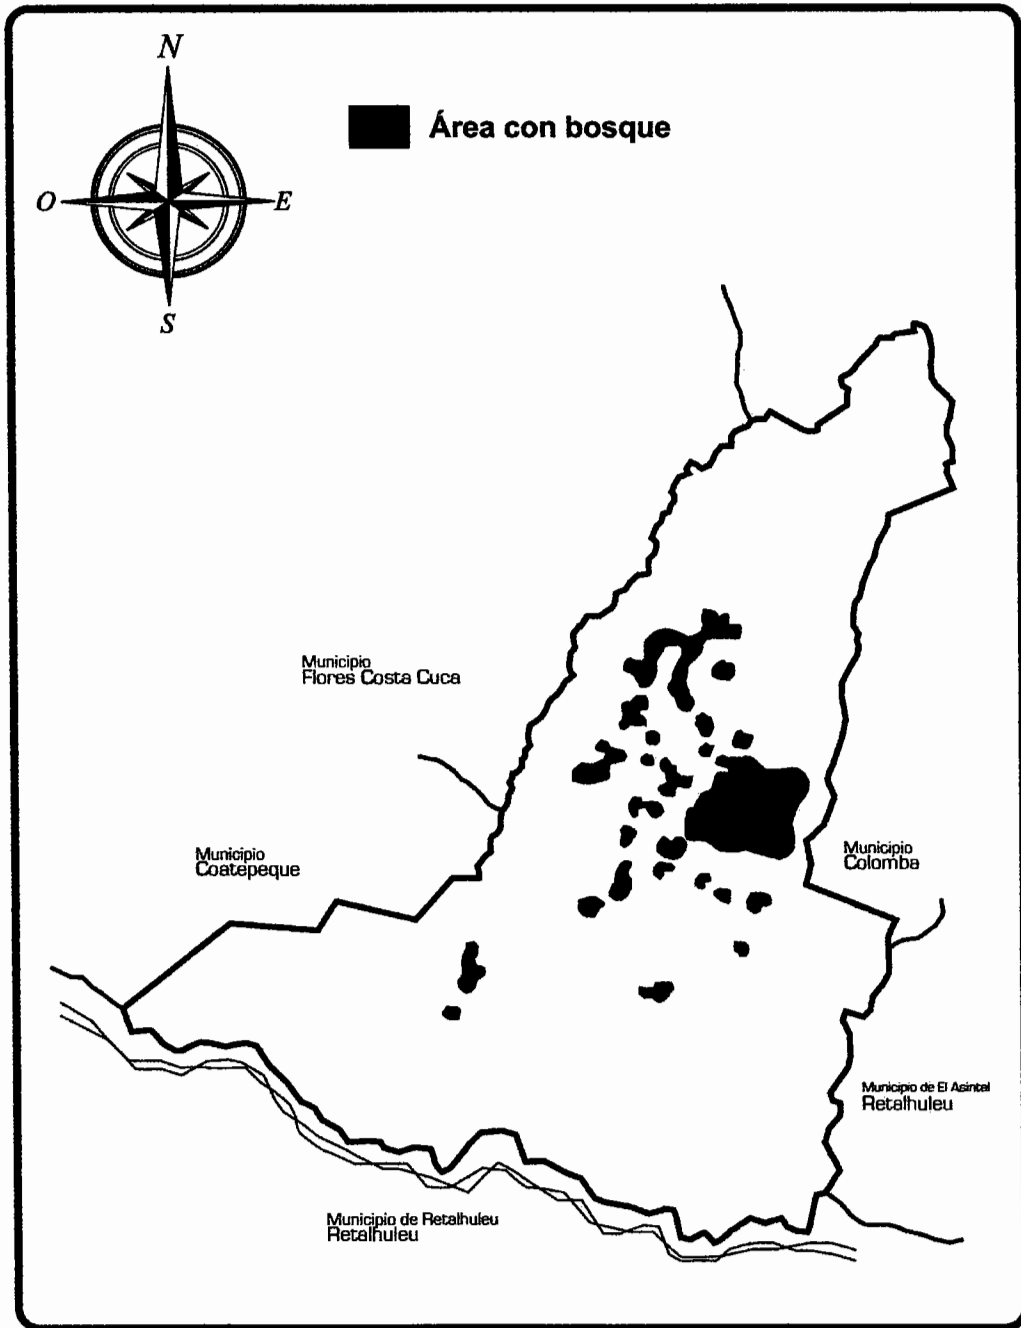 N
Área con bosque
O
E
S
Municipio
Flores Costa Cuca
Municipio
Coatepeque
Municipio
Colomba
Municipio de El Asintal
Retalhuleu
Municipio de Retalhuleu
Retalhuleu